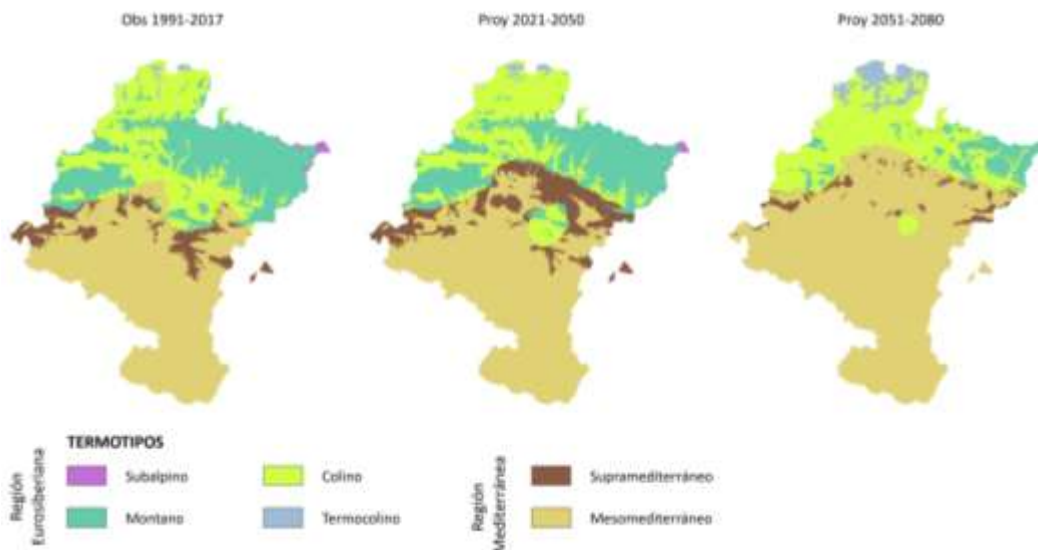 Obs 1991-2017
Proy 2021-2050
Proy 2051-2080
TERMOTIPOS
Región
Eurosiberiana
Subalpino
Colino
Montano
Termocolino
Región
Mediterránea
Supramediterráneo
Mesomediterráneo